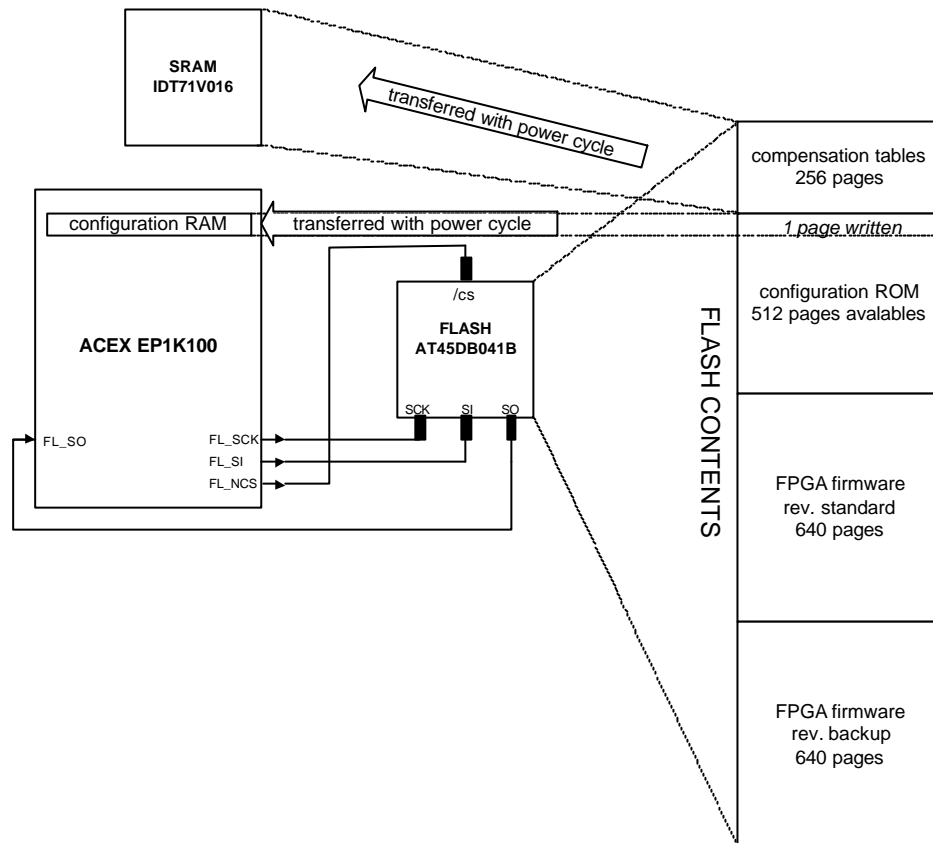 SRAM
IDT71V016
transferred with power cycle
compensation tables
256 pages
configuration RAM
transferred with power cycle
1 page written
/cs
FLASH
AT45DB041B
configuration ROM
512 pages avalables
ACEX EP1K100
SCK
SI
SO
FLASH CONTENTS
FL_SO
FL_SCK
FL_SI
FL_NCS
FPGA firmware
rev. standard
640 pages
FPGA firmware
rev. backup
640 pages